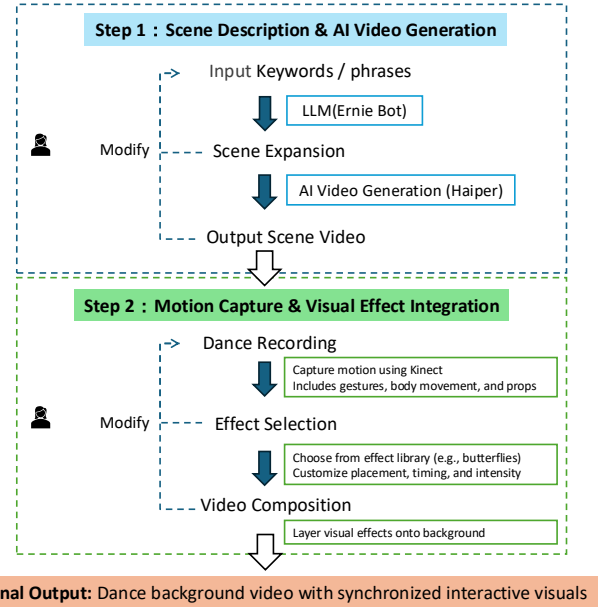 Step 1：Scene Description & AI Video Generation
Input Keywords / phrases
LLM(Ernie Bot)
Modify
Scene Expansion
AI Video Generation (Haiper)
Output Scene Video
Step 2：Motion Capture & Visual Effect Integration
Dance Recording
Capture motion using Kinect
Includes gestures, body movement, and props
Modify
Effect Selection
Choose from effect library (e.g., butterflies)
Customize placement, timing, and intensity
Video Composition
Layer visual effects onto background
nal Output: Dance background video with synchronized interactive visuals